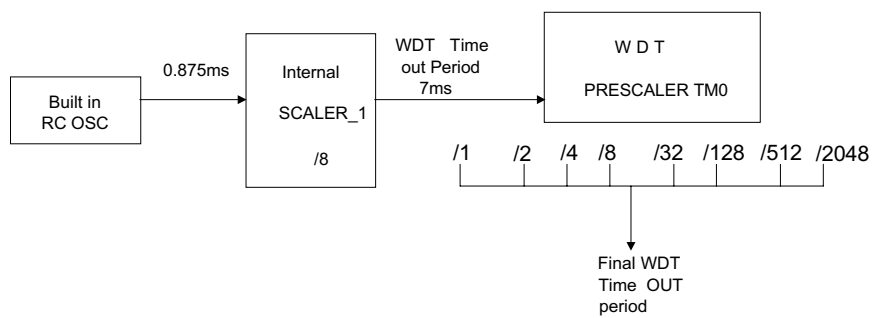 Built in
RC OSC
0.875ms
Internal
SCALER_1
/8
WDT Time
out Period
7ms
W D T
PRESCALER TM0
/1 /2 /4 /8 /32 /128 /512 /2048
Final WDT
Time OUT
period